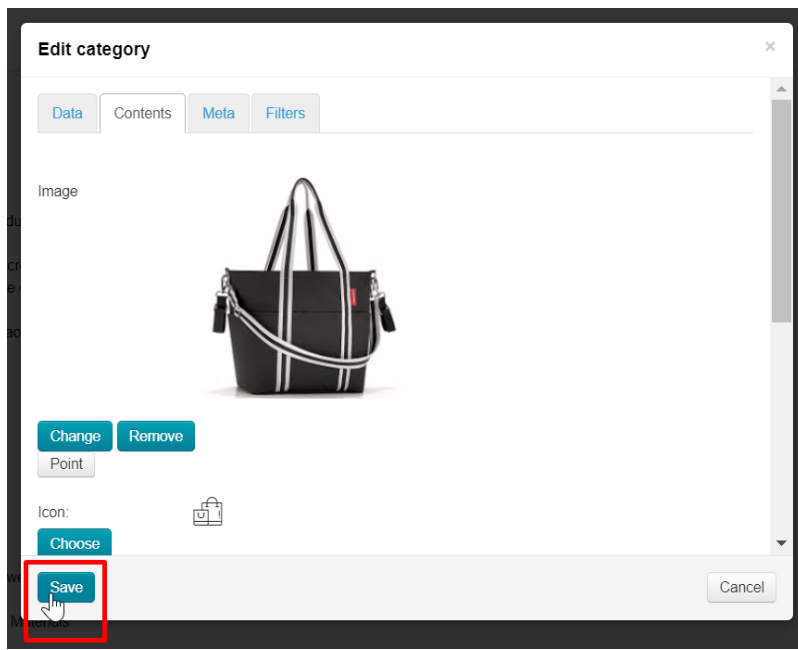 Edit category
×
Data Contents Meta Filters
Image
Change Remove
Point
Icon:
Choose
Save Cancel